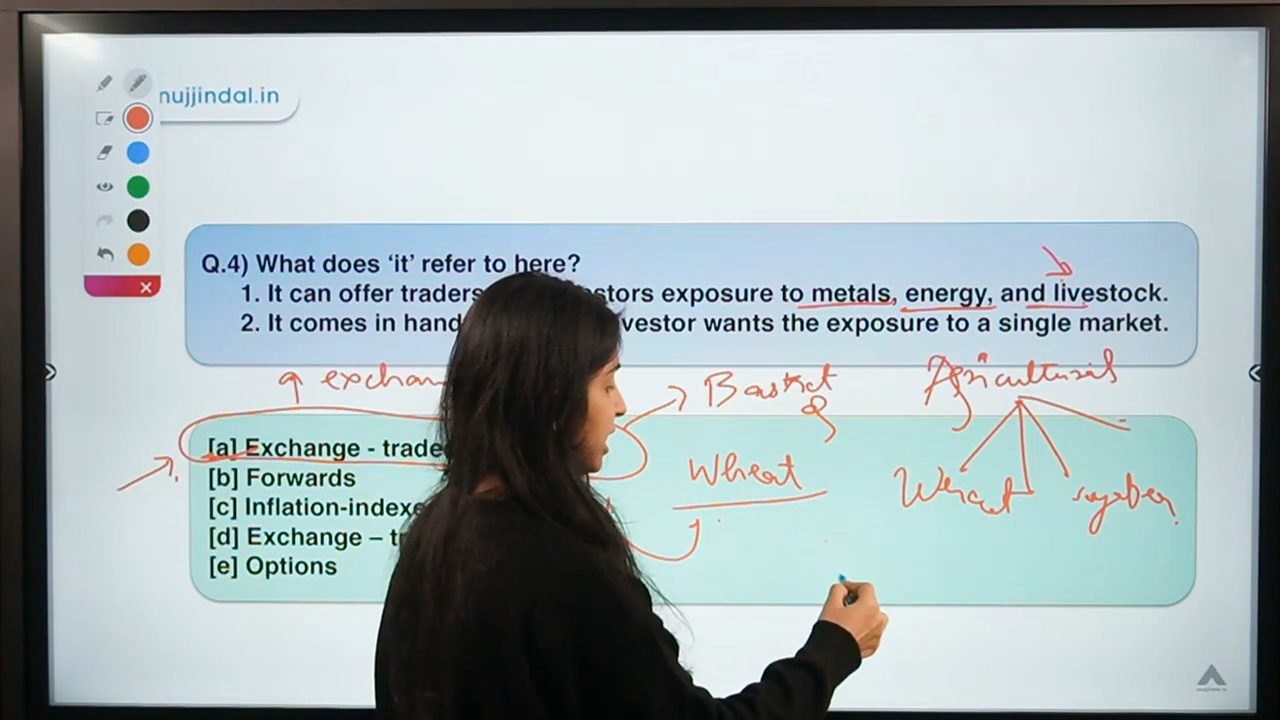 nujjindal.in
Q.4) What does ‘it’ refer to here?
1. It can offer traders estors exposure to metals, energy, and livestock.
2. It comes in hand vestor wants the exposure to a single market.
exchan Basket Agricultural
[a] Exchange - trade
Wheat Wheat
[b] Forwards
[c] Inflation-indexe
[d] Exchange – tr
[e] Options